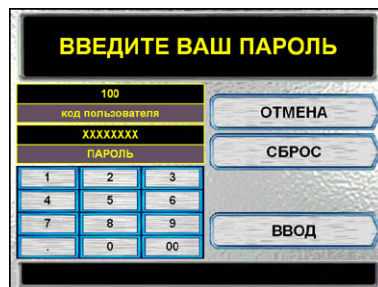 ВВЕДИТЕ ВАШ ПАРОЛЬ
100
код пользователя
XXXXXXXX
ПАРОЛЬ
ОТМЕНА
СБРОС
ВВОД
1 2 3
4 5 6
7 8 9
. 0 00